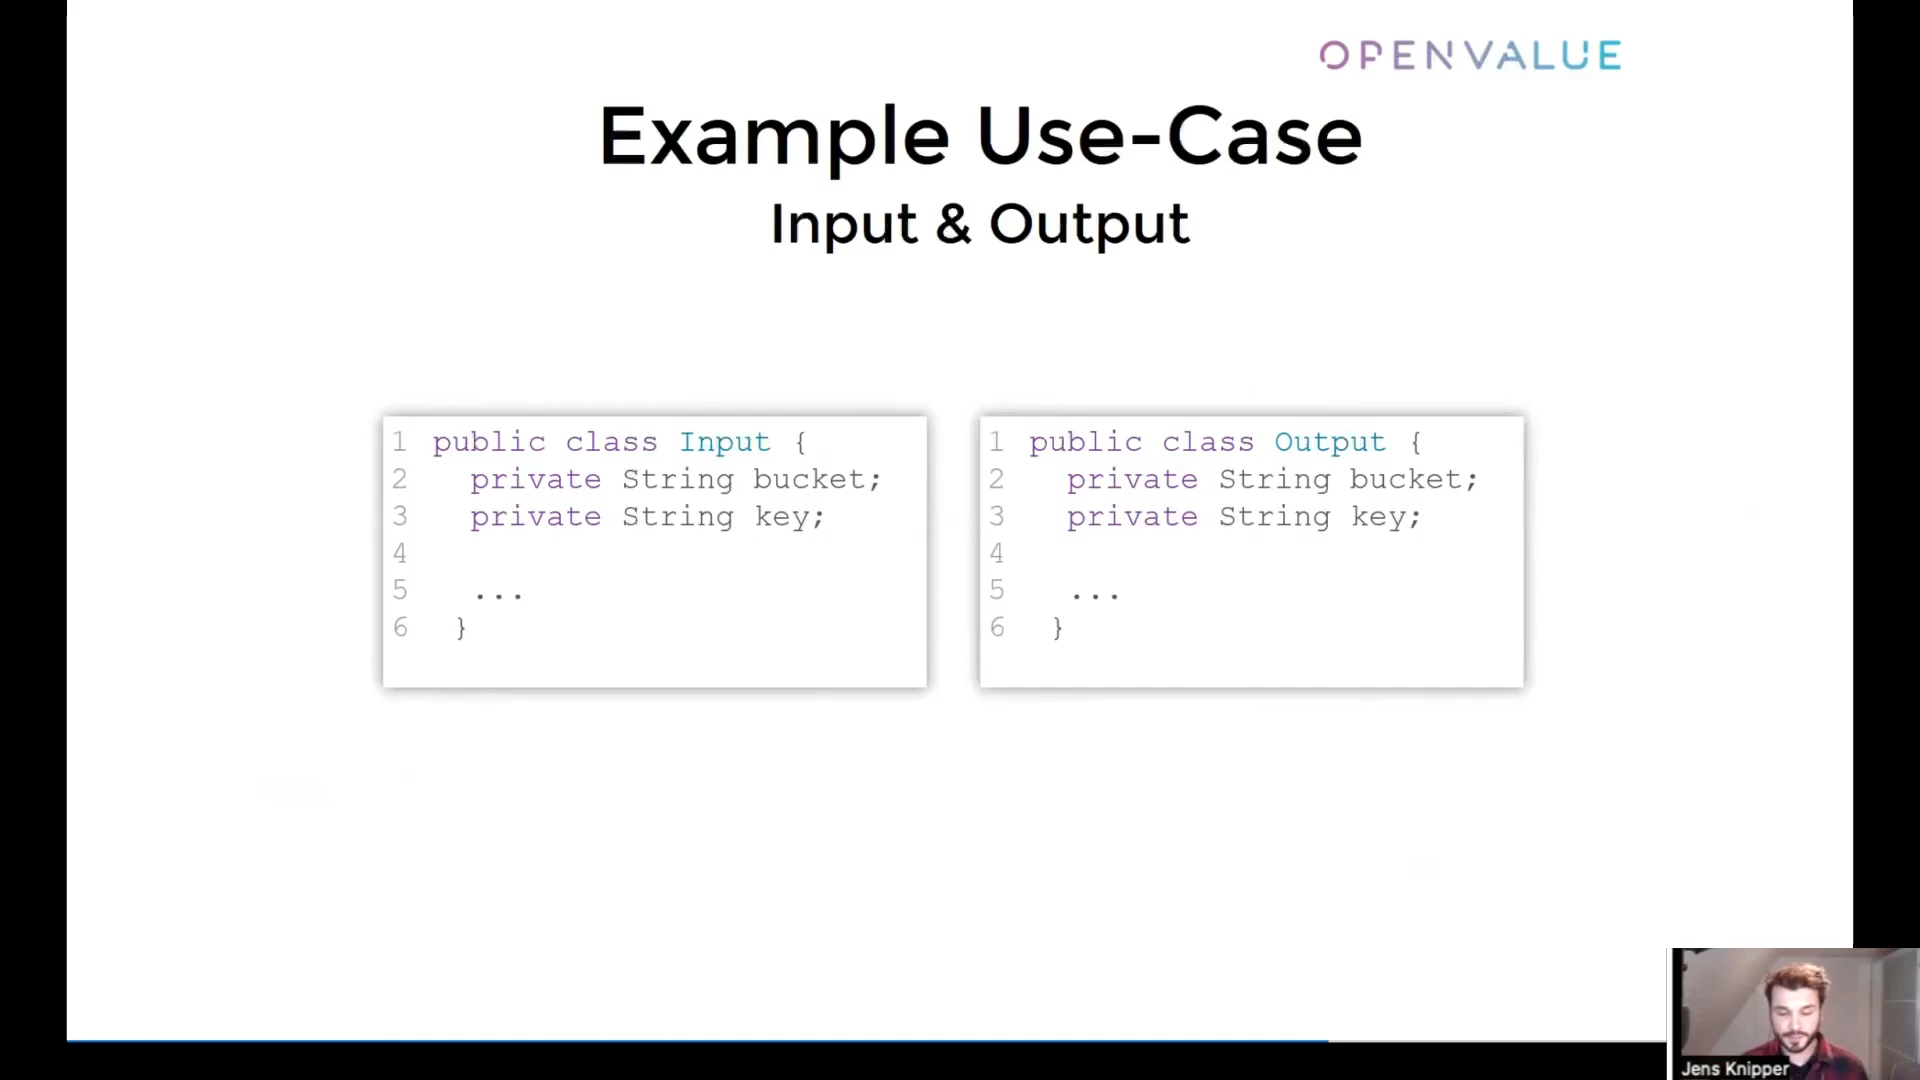 OPENVALUE
Example Use-Case
Input & Output
1 public class Input {
2   private String bucket;
3   private String key;
4
5   ...
6  }
1 public class Output {
2   private String bucket;
3   private String key;
4
5   ...
6  }
Jens Knipper